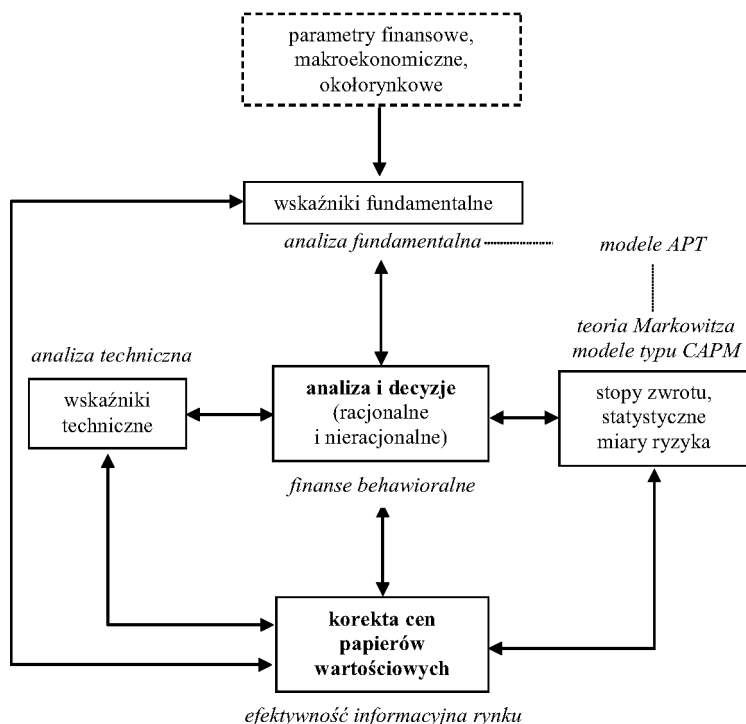 parametry finansowe,
makroekonomiczne,
okołorynkowe
wskaźniki fundamentalne
analiza fundamentalna
modele APT
teoria Markowitza
modele typu CAPM
analiza techniczna
wskaźniki
techniczne
analiza i decyzje
(racjonalne
i nieracjonalne)
stopy zwrotu,
statystyczne
miary ryzyka
finanse behawioralne
korekta cen
papierów
wartościowych
efektywność informacyjna rynku